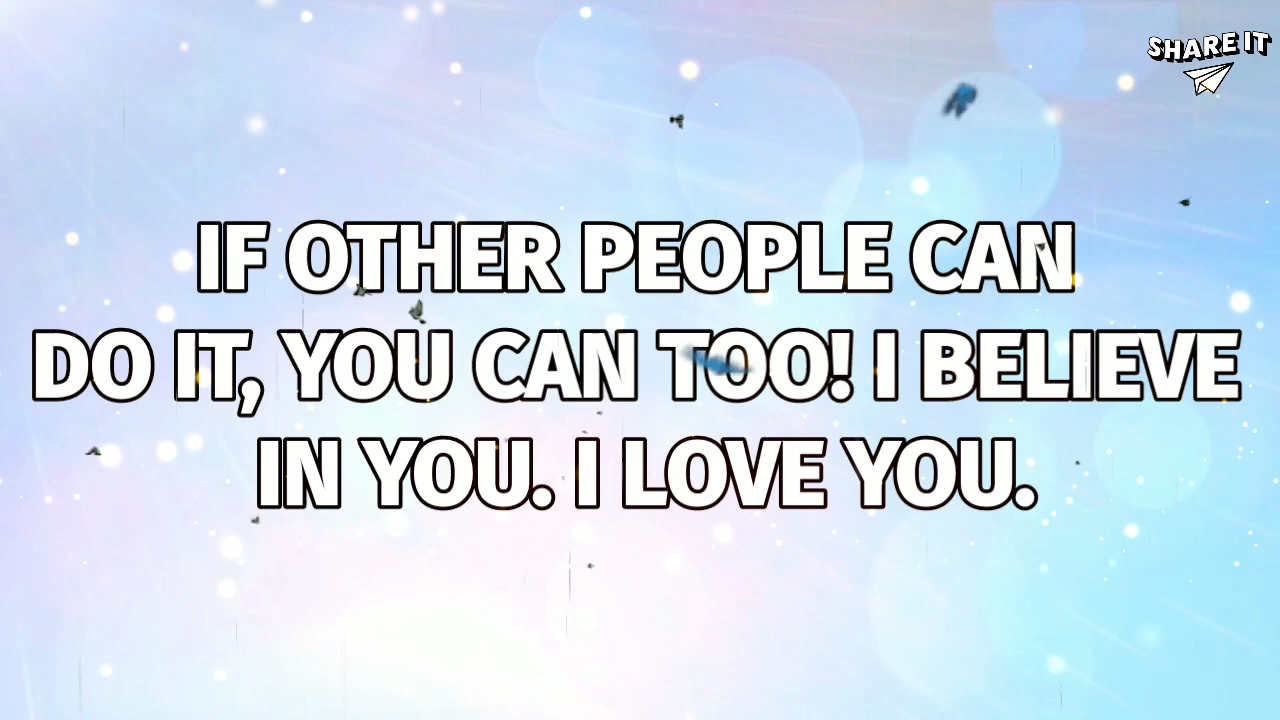 SHARE IT
IF OTHER PEOPLE CAN
DO IT, YOU CAN TOO! I BELIEVE
IN YOU. I LOVE YOU.